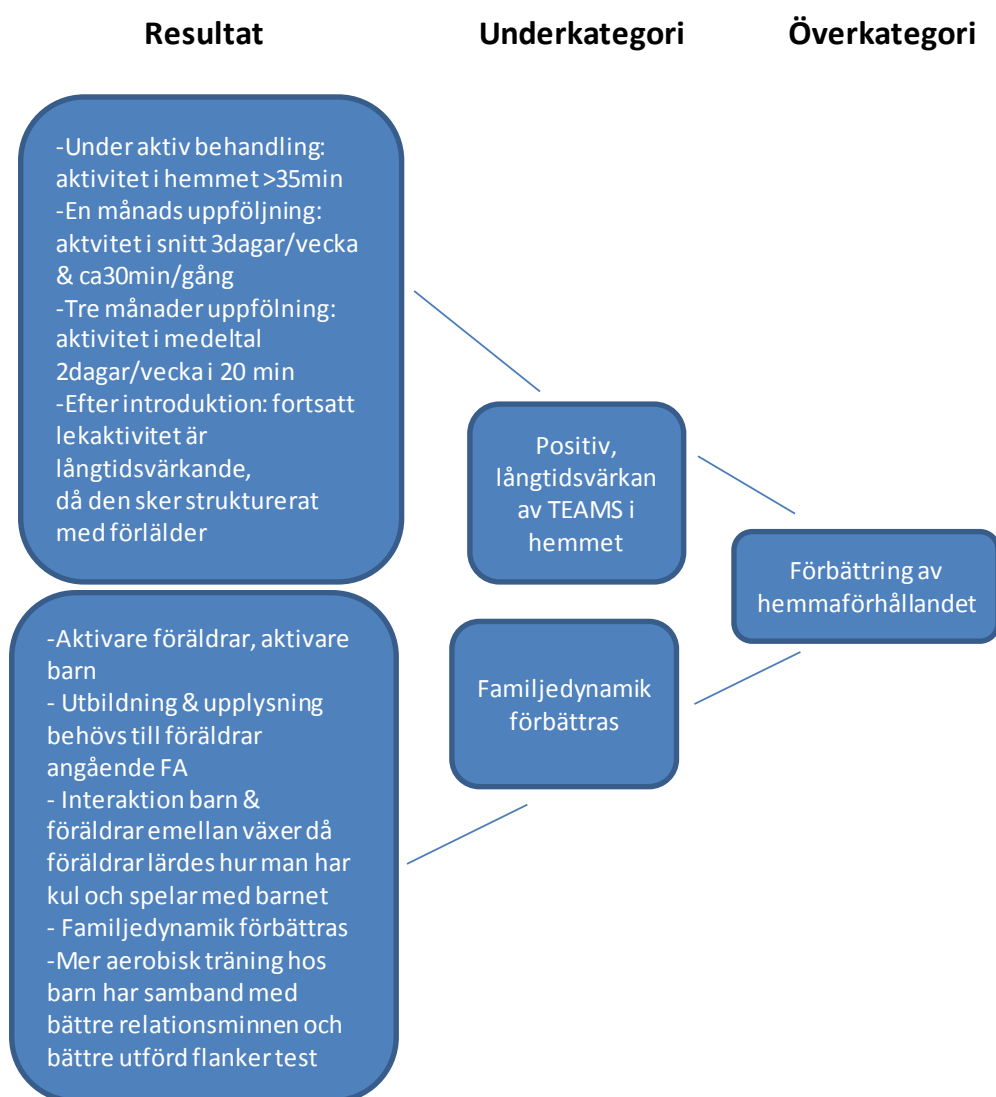 Resultat
Underkategori
Överkategori
-Under aktiv behandling:
aktivitet i hemmet >35min
-En månads uppföljning:
aktvitet i snitt 3dagar/vecka
& ca30min/gång
-Tre månader uppfölning:
aktivitet i medeltal
2dagar/vecka i 20 min
-Efter introduktion: fortsatt
lekaktivitet är
långtidsvärkande,
då den sker strukturerat
med förlälder
Positiv,
långtidsvärkan
av TEAMS i
hemmet
Förbättring av
hemmaförhållandet
-Aktivare föräldrar, aktivare
barn
- Utbildning & upplysning
behövs till föräldrar
angående FA
- Interaktion barn &
föräldrar emellan växer då
föräldrar lärdes hur man har
kul och spelar med barnet
- Familjedynamik förbättras
-Mer aerobisk träning hos
barn har samband med
bättre relationsminnen och
bättre utförd flanker test
Familjedynamik
förbättras